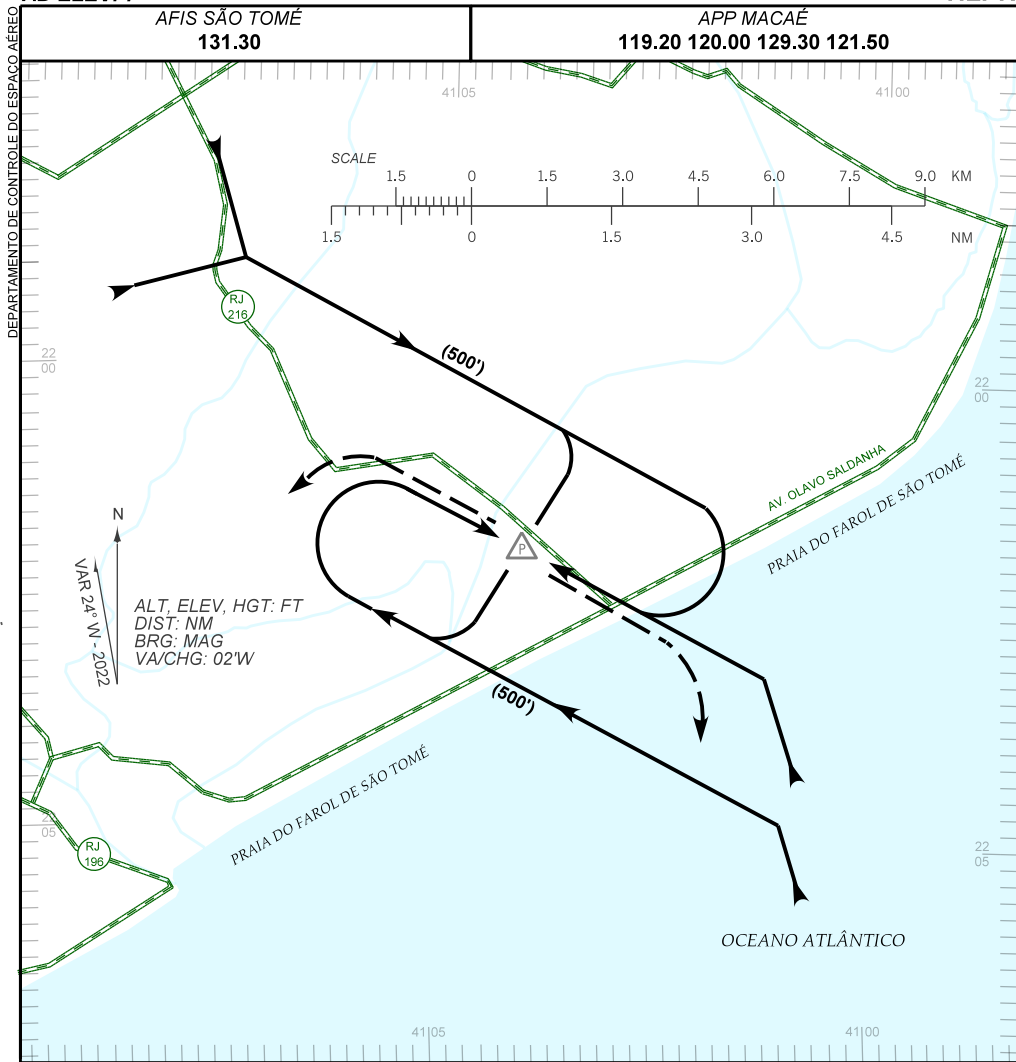 DEPARTAMENTO DE CONTROLE DO ESPAÇO AÉREO
AFIS SÃO TOMÉ
131.30
APP MACAÉ
119.20 120.00 129.30 121.50
41 05
41 00
SCALE
1.5 0 1.5 3.0 4.5 6.0 7.5 9.0 KM
1.5 0 1.5 3.0 4.5 NM
RJ
216
(500')
22
00
22
00
AV. OLAVO SALDANHA
PRAIA DO FAROL DE SÃO TOMÉ
N
VAR 24° W - 2022
P
ALT, ELEV, HGT: FT
DIST: NM
BRG: MAG
VA/CHG: 02'W
(500')
PRAIA DO FAROL DE SÃO TOMÉ
05
RJ
196
22
05
OCEANO ATLÂNTICO
41 05
41 00